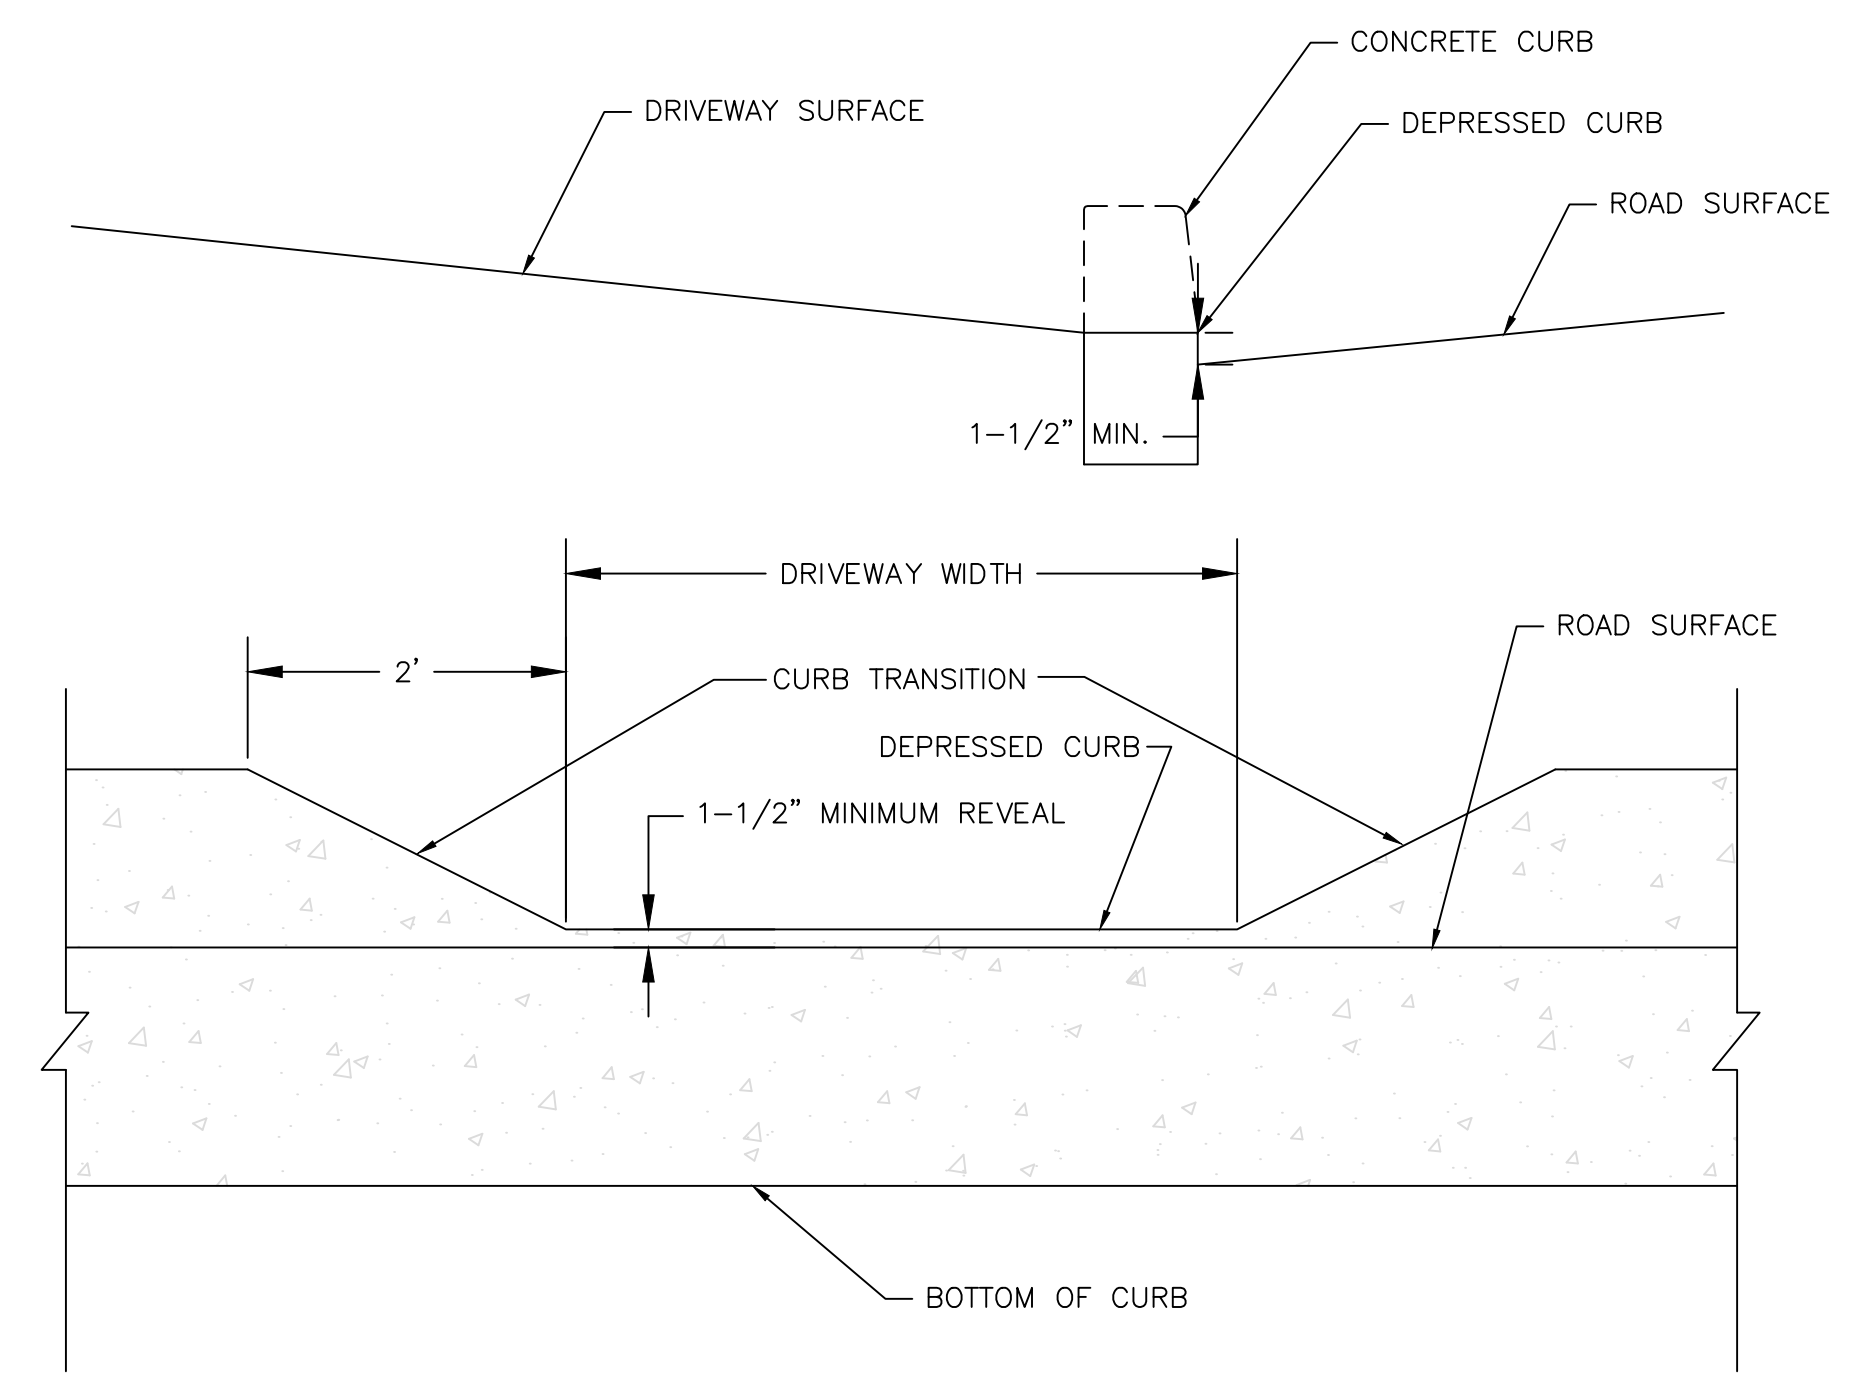 CONCRETE CURB
DRIVEWAY SURFACE
DEPRESSED CURB
ROAD SURFACE
1-1/2" MIN.
DRIVEWAY WIDTH
ROAD SURFACE
2'
CURB TRANSITION
DEPRESSED CURB
1-1/2" MINIMUM REVEAL
BOTTOM OF CURB